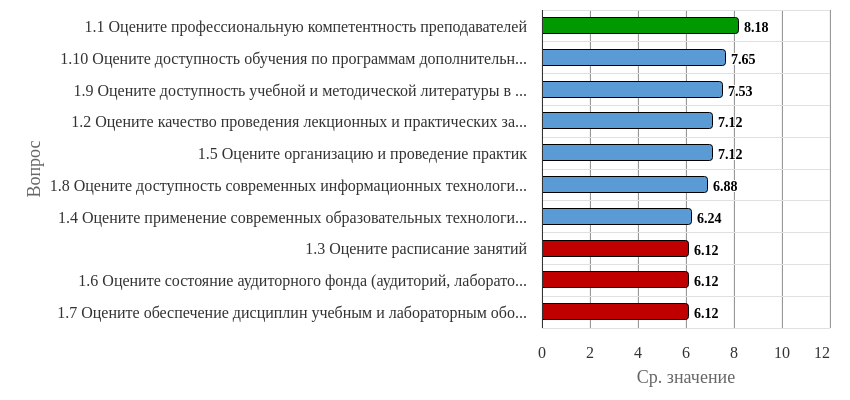 1.1 Оцените профессиональную компетентность преподавателей 8.18
1.10 Оцените доступность обучения по программам дополнительн... 7.65
1.9 Оцените доступность учебной и методической литературы в ... 7.53
1.2 Оцените качество проведения лекционных и практических за... 7.12
1.5 Оцените организацию и проведение практик 7.12
1.8 Оцените доступность современных информационных технологи... 6.88
1.4 Оцените применение современных образовательных технологи... 6.24
1.3 Оцените расписание занятий 6.12
1.6 Оцените состояние аудиторного фонда (аудиторий, лаборато... 6.12
1.7 Оцените обеспечение дисциплин учебным и лабораторным обо... 6.12
Вопрос
0 2 4 6 8 10 12
Ср. значение